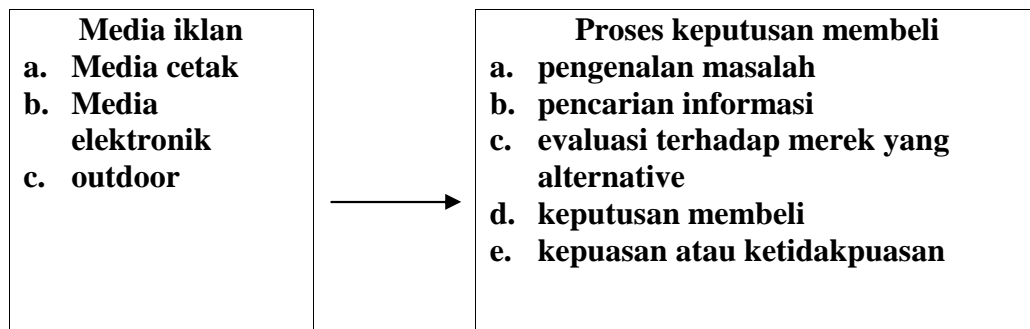 Media iklan
a. Media cetak
b. Media
elektronik
c. outdoor
Proses keputusan membeli
a. pengenalan masalah
b. pencarian informasi
c. evaluasi terhadap merek yang
alternative
d. keputusan membeli
e. kepuasan atau ketidakpuasan